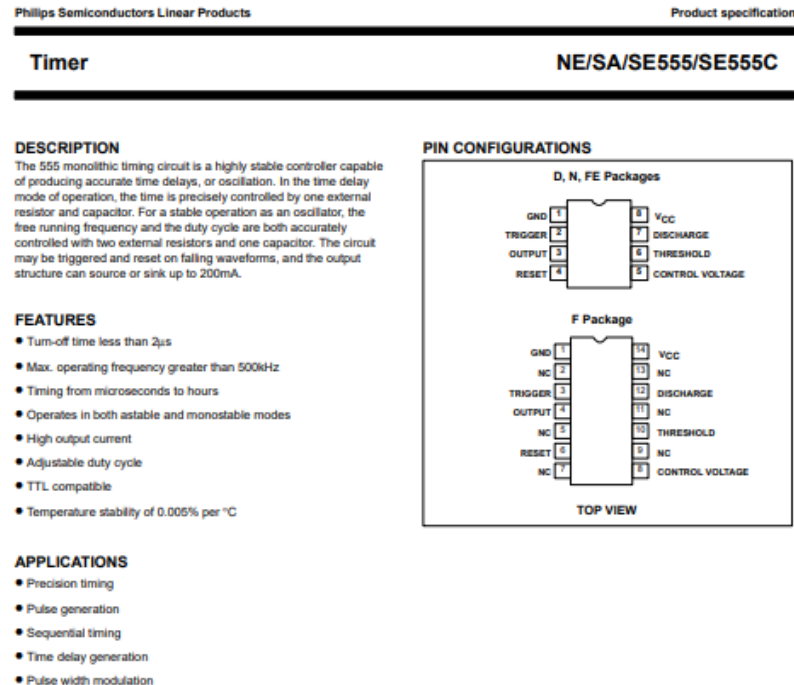 Philips Semiconductors Linear Products
Product specification
Timer
NE/SA/SE555/SE555C
DESCRIPTION
The 555 monolithic timing circuit is a highly stable controller capable
of producing accurate time delays, or oscillation. In the time delay
mode of operation, the time is precisely controlled by one external
resistor and capacitor. For a stable operation as an oscillator, the
free running frequency and the duty cycle are both accurately
controlled with two external resistors and one capacitor. The circuit
may be triggered and reset on falling waveforms, and the output
structure can source or sink up to 200mA.
FEATURES
• Turn-off time less than 2µs
• Max. operating frequency greater than 500kHz
• Timing from microseconds to hours
• Operates in both astable and monostable modes
• High output current
• Adjustable duty cycle
• TTL compatible
• Temperature stability of 0.005% per °C
APPLICATIONS
• Precision timing
• Pulse generation
• Sequential timing
• Time delay generation
• Pulse width modulation
PIN CONFIGURATIONS
D, N, FE Packages
GND 1 8 VCC
TRIGGER 2 7 DISCHARGE
OUTPUT 3 6 THRESHOLD
RESET 4 5 CONTROL VOLTAGE
F Package
GND 1 14 VCC
NC 2 13 NC
TRIGGER 3 12 DISCHARGE
OUTPUT 4 11 NC
NC 5 10 THRESHOLD
RESET 6 9 NC
NC 7 8 CONTROL VOLTAGE
TOP VIEW